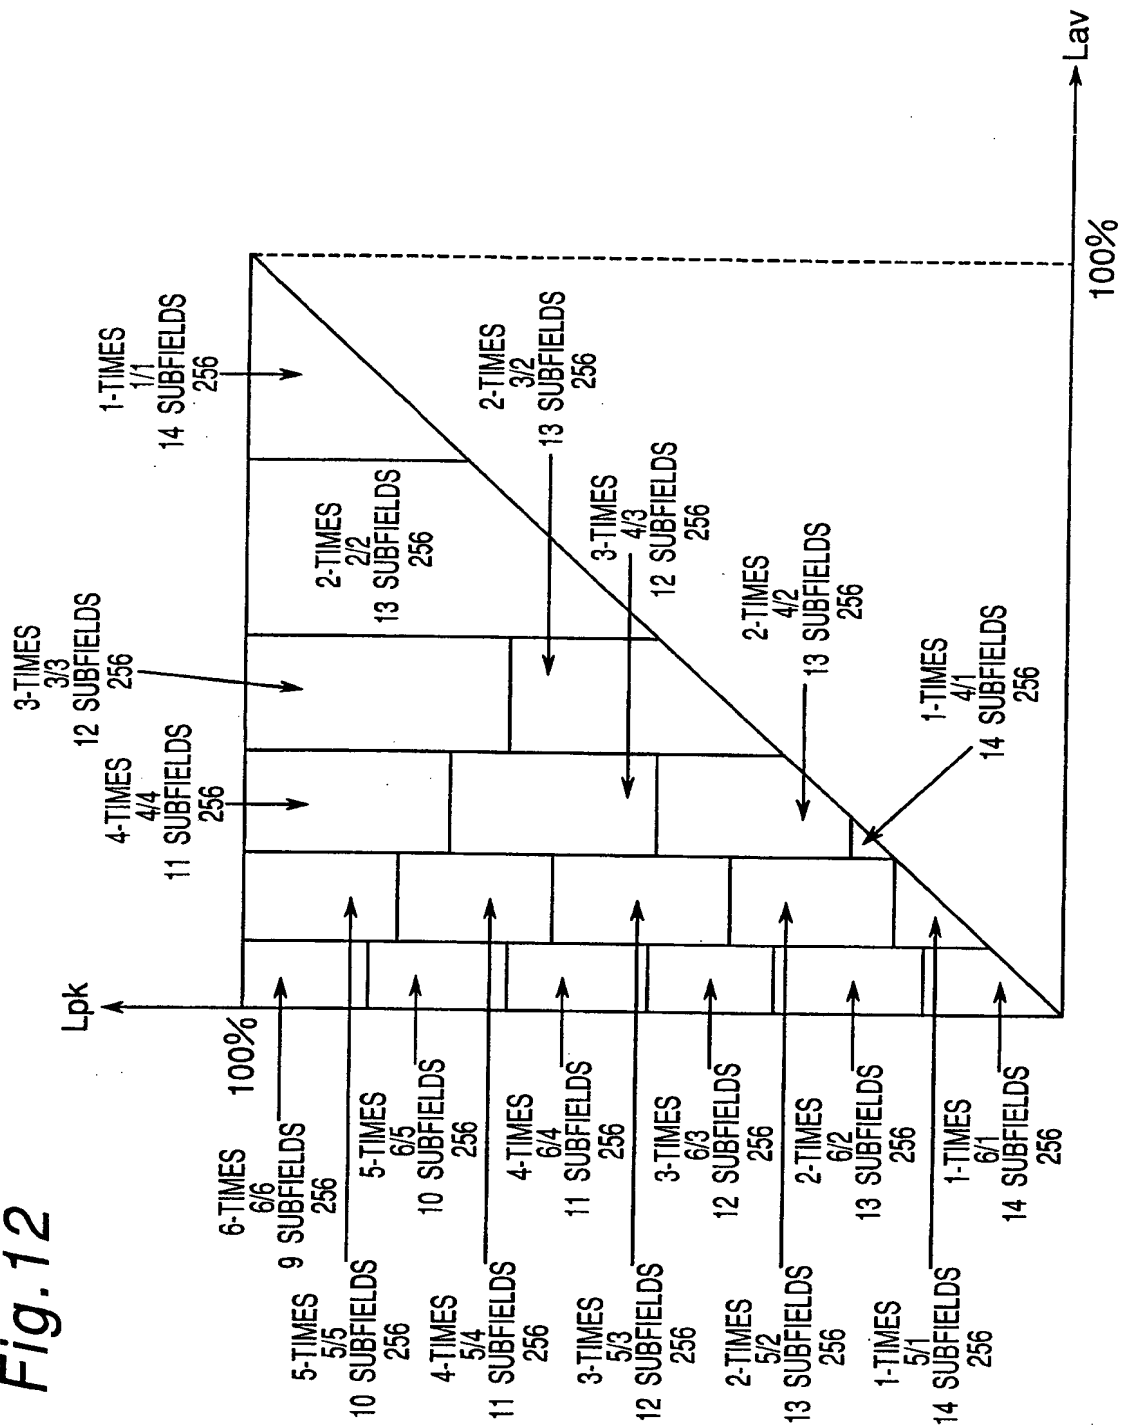 Fig.12
Lpk
100%
Lav
100%
6-TIMES
6/6
9 SUBFIELDS
256
5-TIMES
5/5
10 SUBFIELDS
256
5-TIMES
6/5
10 SUBFIELDS
256
4-TIMES
5/4
11 SUBFIELDS
256
4-TIMES
6/4
11 SUBFIELDS
256
3-TIMES
5/3
12 SUBFIELDS
256
3-TIMES
6/3
12 SUBFIELDS
256
2-TIMES
5/2
13 SUBFIELDS
256
2-TIMES
6/2
13 SUBFIELDS
256
1-TIMES
5/1
14 SUBFIELDS
256
1-TIMES
6/1
14 SUBFIELDS
256
4-TIMES
4/4
11 SUBFIELDS
256
3-TIMES
3/3
12 SUBFIELDS
256
2-TIMES
2/2
13 SUBFIELDS
256
1-TIMES
1/1
14 SUBFIELDS
256
2-TIMES
3/2
13 SUBFIELDS
256
3-TIMES
4/3
12 SUBFIELDS
256
2-TIMES
4/2
13 SUBFIELDS
256
1-TIMES
4/1
14 SUBFIELDS
256